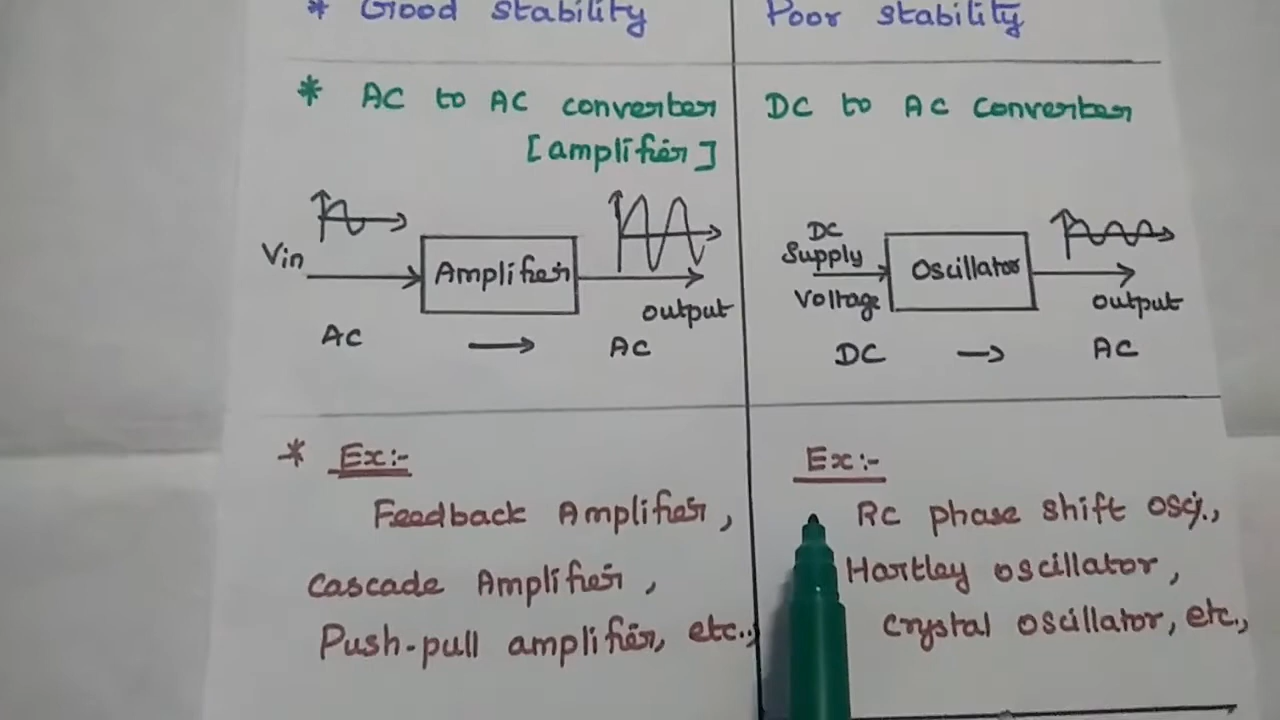 * Good stability
Poor stability
* AC to AC converter
[amplifier]
DC to AC converter
Vin
Amplifier
output
AC → AC
DC
Supply
Voltage
Oscillator
output
DC → AC
* Ex:-
Feedback Amplifier,
Cascade Amplifier,
Push-pull amplifier, etc.,
Ex:-
RC phase shift osci.,
Hartley oscillator,
crystal oscillator, etc.,